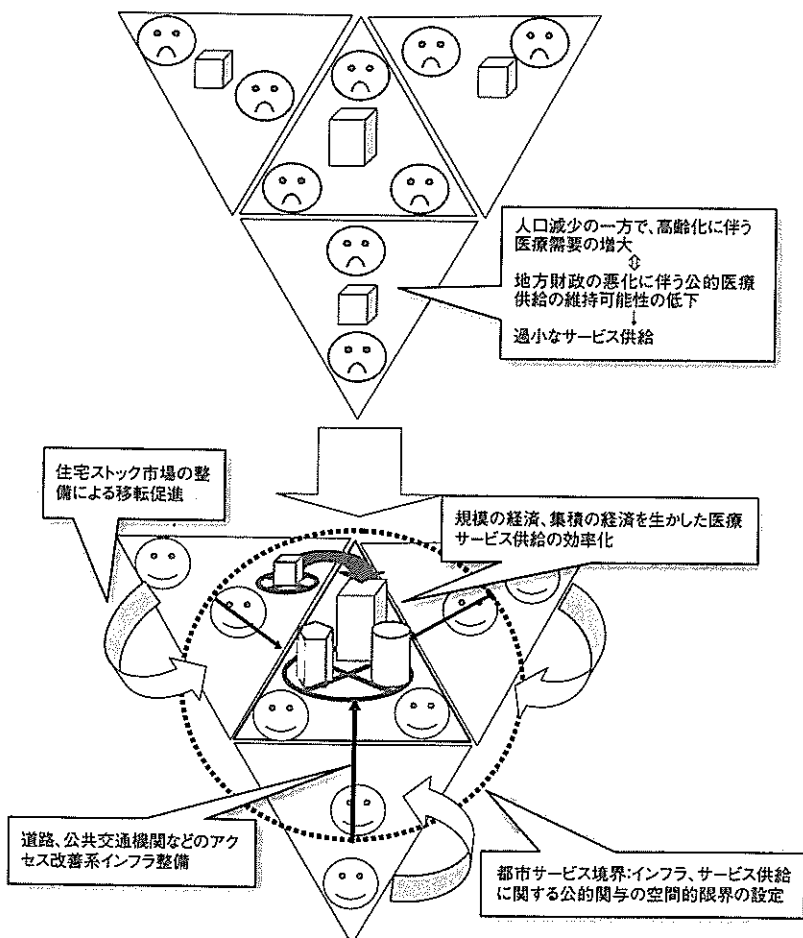 人口減少の一方で、高齢化に伴う
医療需要の増大
⇕
地方財政の悪化に伴う公的医療
供給の維持可能性の低下
↓
過小なサービス供給
住宅ストック市場の整
備による移転促進
規模の経済、集積の経済を生かした医療
サービス供給の効率化
道路、公共交通機関などのアク
セス改善系インフラ整備
都市サービス境界:インフラ、サービス供給
に関する公的関与の空間的限界の設定